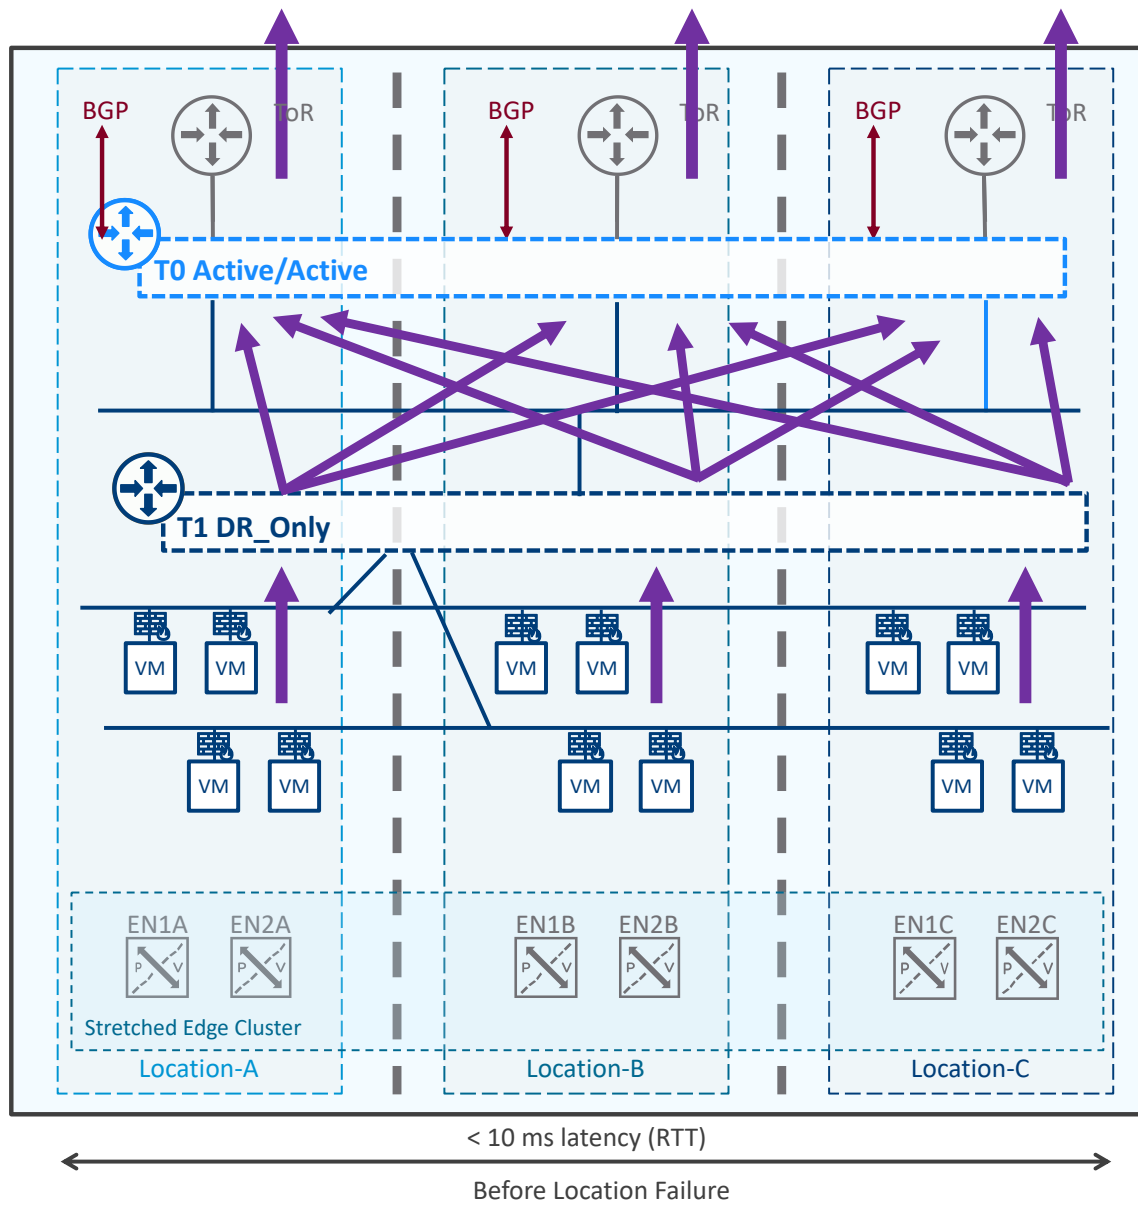 BGP
ToR
BGP
ToR
BGP
ToR
T0 Active/Active
T1 DR_Only
VM
VM
VM
VM
VM
VM
VM
VM
VM
VM
VM
VM
EN1A
EN2A
EN1B
EN2B
EN1C
EN2C
P V
P V
P V
P V
P V
P V
Stretched Edge Cluster
Location-A
Location-B
Location-C
< 10 ms latency (RTT)
Before Location Failure